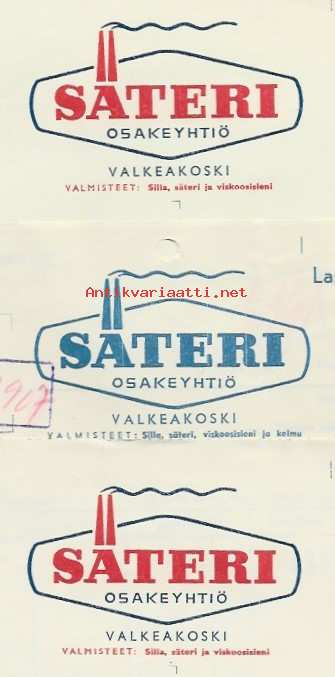 SÄTERI
OSAKEYHTIÖ
VALKEAKOSKI
VALMISTEET: Silla, säteri ja viskoosisieni
La
Antikvariaatti.net
SÄTERI
OSAKEYHTIÖ
907
VALKEAKOSKI
VALMISTEET: Silla, säteri, viskoosisieni ja kelmu
SÄTERI
OSAKEYHTIÖ
VALKEAKOSKI
VALMISTEET: Silla, säteri ja viskoosisieni